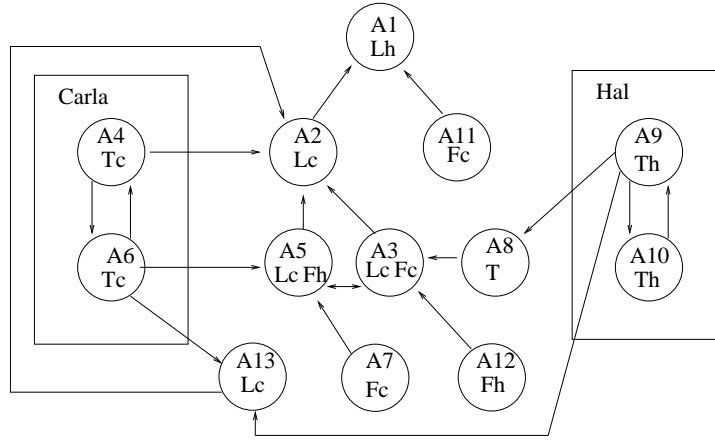 A1
Lh
Carla
Hal
A4
Tc
A2
Lc
A11
Fc
A9
Th
A6
Tc
A5
Lc Fh
A3
Lc Fc
A8
T
A10
Th
A13
Lc
A7
Fc
A12
Fh